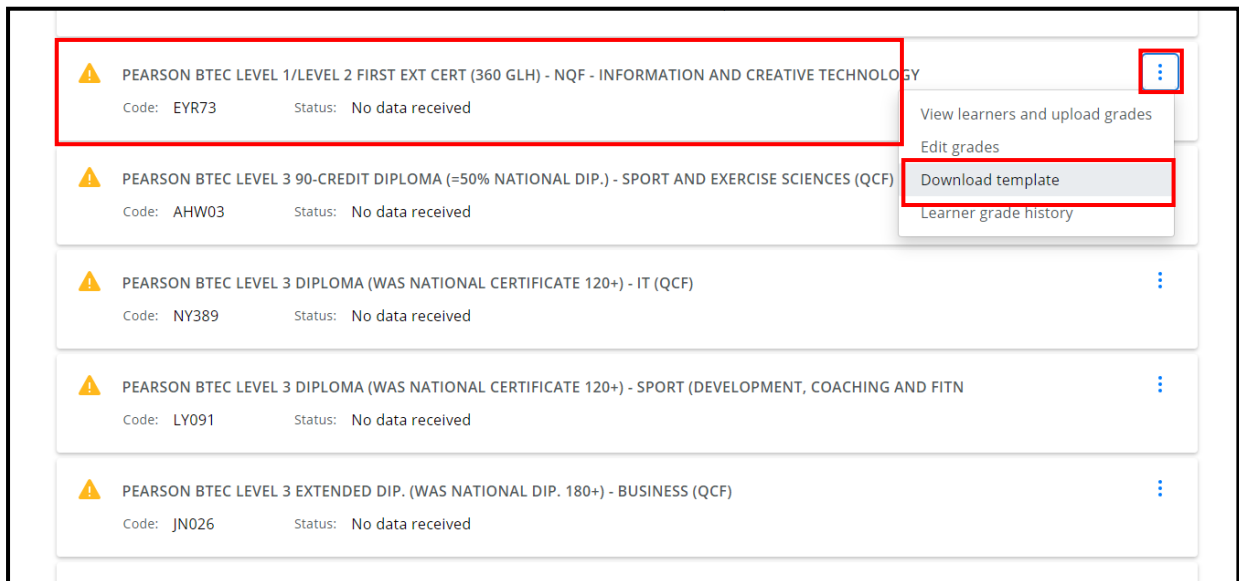 PEARSON BTEC LEVEL 1/LEVEL 2 FIRST EXT CERT (360 GLH) - NQF - INFORMATION AND CREATIVE TECHNOLOGY
Code: EYR73 Status: No data received
View learners and upload grades
Edit grades
Download template
Learner grade history
PEARSON BTEC LEVEL 3 90-CREDIT DIPLOMA (=50% NATIONAL DIP.) - SPORT AND EXERCISE SCIENCES (QCF)
Code: AHW03 Status: No data received
PEARSON BTEC LEVEL 3 DIPLOMA (WAS NATIONAL CERTIFICATE 120+) - IT (QCF)
Code: NY389 Status: No data received
PEARSON BTEC LEVEL 3 DIPLOMA (WAS NATIONAL CERTIFICATE 120+) - SPORT (DEVELOPMENT, COACHING AND FITN
Code: LY091 Status: No data received
PEARSON BTEC LEVEL 3 EXTENDED DIP. (WAS NATIONAL DIP. 180+) - BUSINESS (QCF)
Code: JN026 Status: No data received